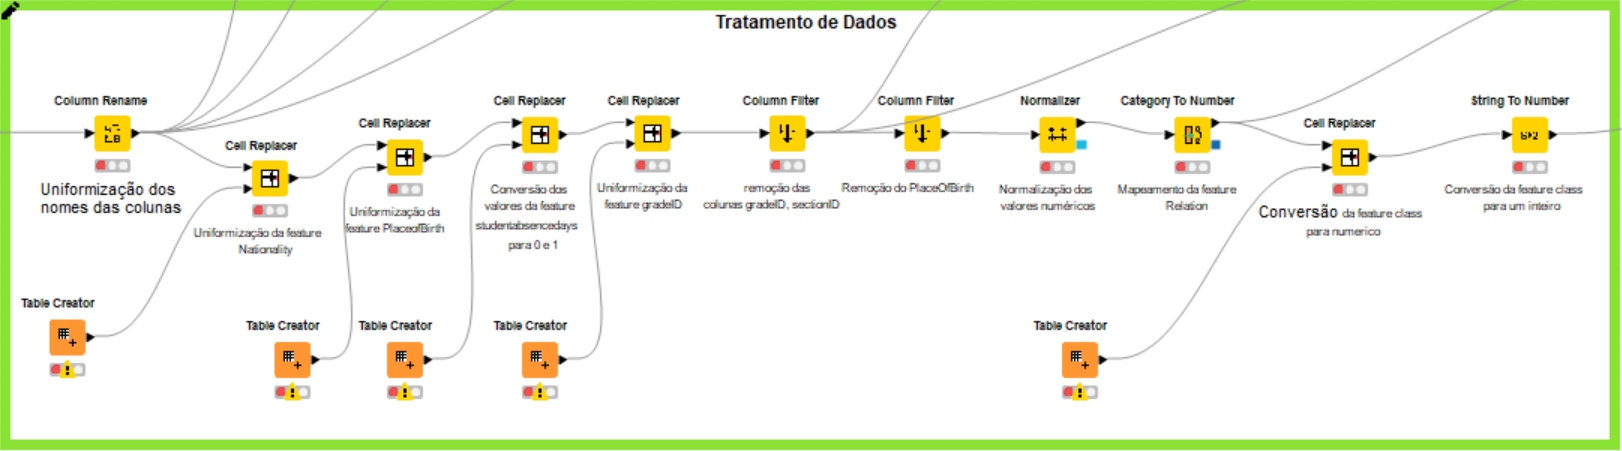 Tratamento de Dados
Column Rename
Uniformização dos
nomes das colunas
Cell Replacer
Uniformização da feature
Nationality
Cell Replacer
Uniformização da
feature PlaceofBirth
Cell Replacer
Conversão dos
valores da feature
studentabsencedays
para 0 e 1
Cell Replacer
Uniformização da
feature gradeID
Column Filter
remoção das
colunas gradeID, sectionID
Column Filter
Remoção do PlaceOfBirth
Normalizer
Normalização dos
valores numéricos
Category To Number
Mapeamento da feature
Relation
Cell Replacer
Conversão da feature class
para numerico
String To Number
Conversão da feature class
para um inteiro
Table Creator
Table Creator
Table Creator
Table Creator
Table Creator